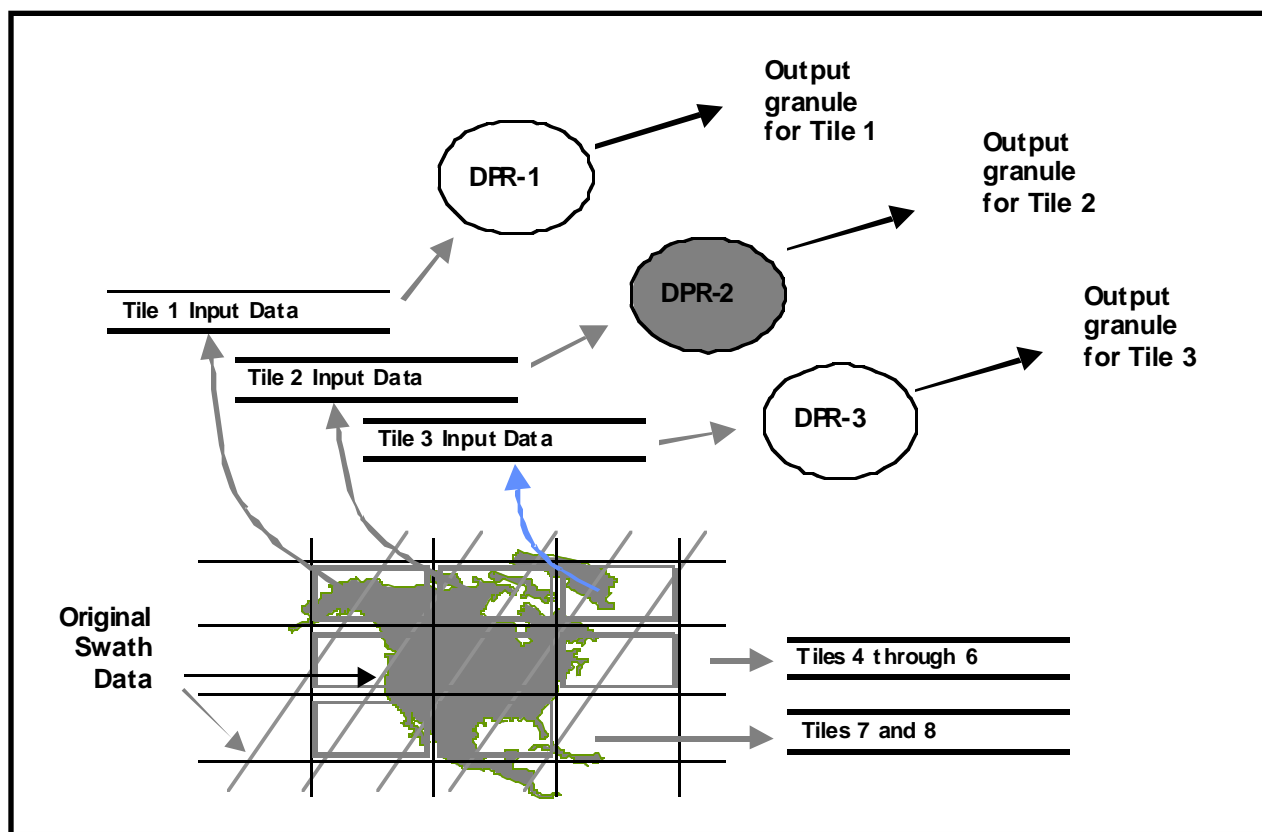 Output
granule
for Tile 1
DPR-1
Output
granule
for Tile 2
DPR-2
Tile 1 Input Data
Output
granule
for Tile 3
Tile 2 Input Data
DPR-3
Tile 3 Input Data
Original
Swath
Data
Tiles 4 through 6
Tiles 7 and 8